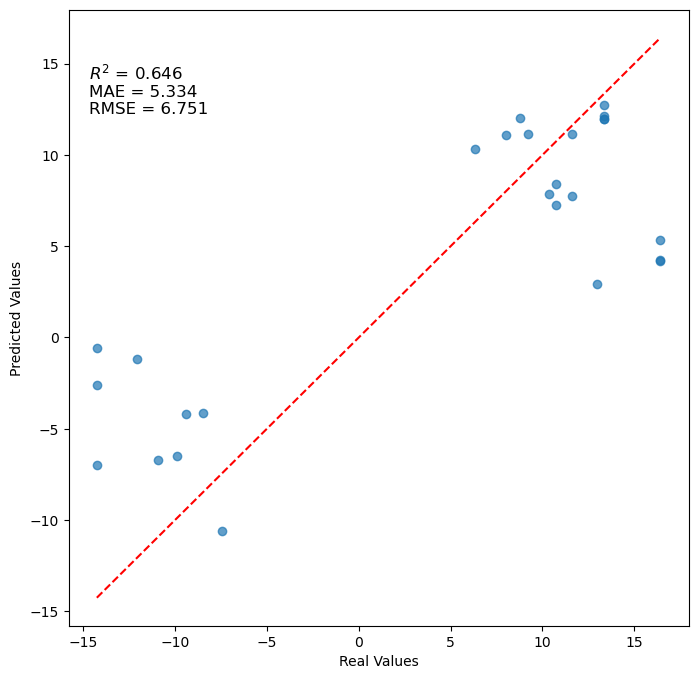 R² = 0.646
MAE = 5.334
RMSE = 6.751
15
10
5
0
−5
−10
−15
Predicted Values
−15 −10 −5 0 5 10 15
Real Values